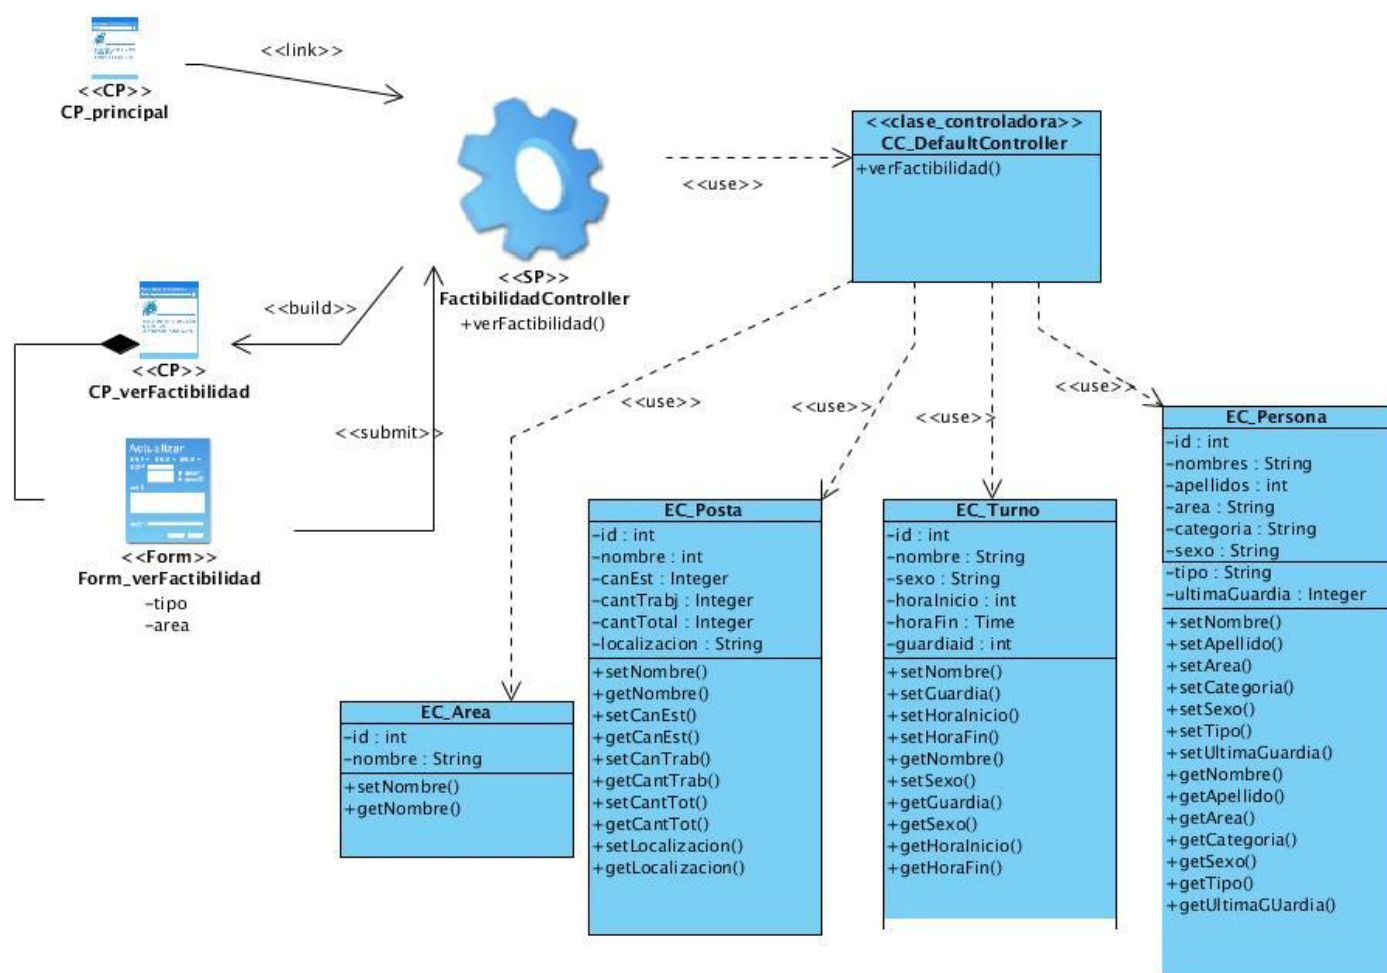 <<link>>
<<CP>>
CP_principal
<<clase_controladora>>
CC_DefaultController
+verFactibilidad()
<<use>>
<<SP>>
FactibilidadController
+verFactibilidad()
<<build>>
<<CP>>
CP_verFactibilidad
<<submit>>
Actualizar
<<Form>>
Form_verFactibilidad
-tipo
-area
<<use>>
<<use>>
<<use>>
<<use>>
EC_Area
-id : int
-nombre : String
+setNombre()
+getNombre()
EC_Posta
-id : int
-nombre : int
-canEst : Integer
-cantTrabj : Integer
-cantTotal : Integer
-localizacion : String
+setNombre()
+getNombre()
+setCanEst()
+getCanEst()
+setCanTrab()
+getCantTrab()
+setCantTot()
+getCantTot()
+setLocalizacion()
+getLocalizacion()
EC_Turno
-id : int
-nombre : String
-sexo : String
-horaInicio : int
-horaFin : Time
-guardiaid : int
+setNombre()
+setGuardia()
+setHoraInicio()
+setHoraFin()
+getNombre()
+setSexo()
+getGuardia()
+getSexo()
+getHoraInicio()
+getHoraFin()
EC_Persona
-id : int
-nombres : String
-apellidos : int
-area : String
-categoria : String
-sexo : String
-tipo : String
-ultimaGuardia : Integer
+setNombre()
+setApellido()
+setArea()
+setCategoria()
+setSexo()
+setTipo()
+setUltimaGuardia()
+getNombre()
+getApellido()
+getArea()
+getCategoria()
+getSexo()
+getTipo()
+getUltimaGUardia()